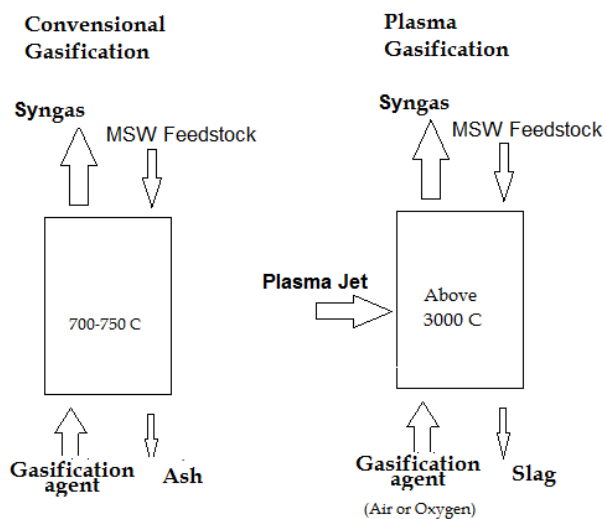 Convensional
Gasification
Syngas
MSW Feedstock
700-750 C
Gasification
agent
Ash
Plasma
Gasification
Syngas
MSW Feedstock
Plasma Jet
Above
3000 C
Gasification
agent
Slag
(Air or Oxygen)